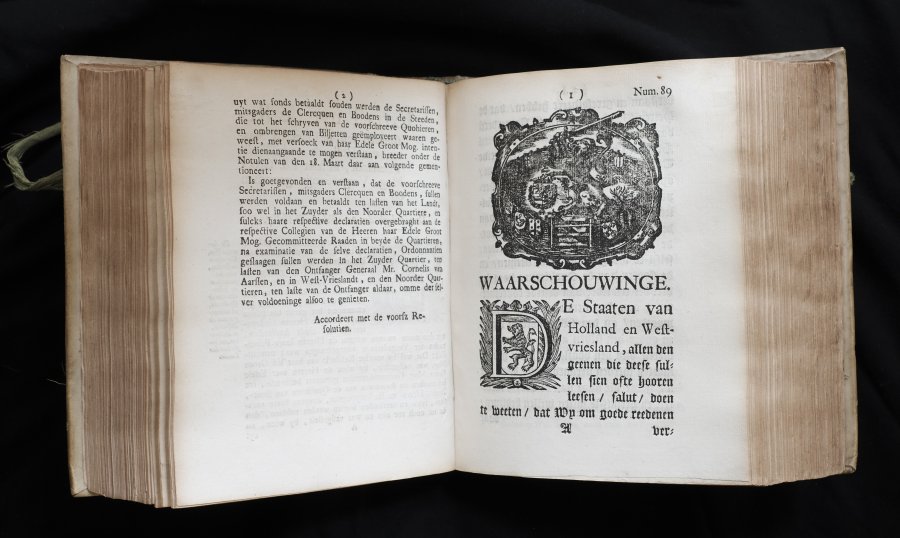 ( 2 )
uyt wat fonds betaaldt souden werden de Secretarissen,
mitsgaders de Clercquen en Boodens in de Steeden,
die tot het schryven van de voorschreeve Quohieren,
en ombrengen van Biljetten geëmployeert waaren ge-
weest, met versoeck van haar Edele Groot Mog. inten-
tie dienaangaande te mogen verstaan, breeder onder de
Notulen van den 18. Maart daar aan volgende gemen-
tioneert:
Is goetgevonden en verstaan, dat de voorschreeve
Secretarissen, mitsgaders Clercquen en Boodens, sullen
werden voldaan en betaaldt ten lasten van het Landt,
soo wel in het Zuyder als den Noorder Quartiere, en
sulcks haare respective declaratien overgebraght aan de
respective Collegien van de Heeren haar Edele Groot
Mog. Gecommitteerde Raaden in beyde de Quartieren,
na examinatie van de selve declaratien, Ordonnantien
geslaagen sullen werden in het Zuyder Quartier, ten
lasten van den Ontfanger Generaal Mr. Cornelis van
Aarssen, en in West-Vrieslandt, en den Noorder Quar-
tieren, ten laste van de Ontfanger aldaar, omme der sel-
ver voldoeninge alsoo te genieten.
Accordeert met de voorsz Re-
solutien.
( 1 ) Num. 89
WAARSCHOUWINGE.
DE Staaten van
Holland en West-
vriesland, allen den
geenen die deese sul-
len sien ofte hooren
leesen / salut / doen
te weeten / dat Wy om goede reedenen
A ver-